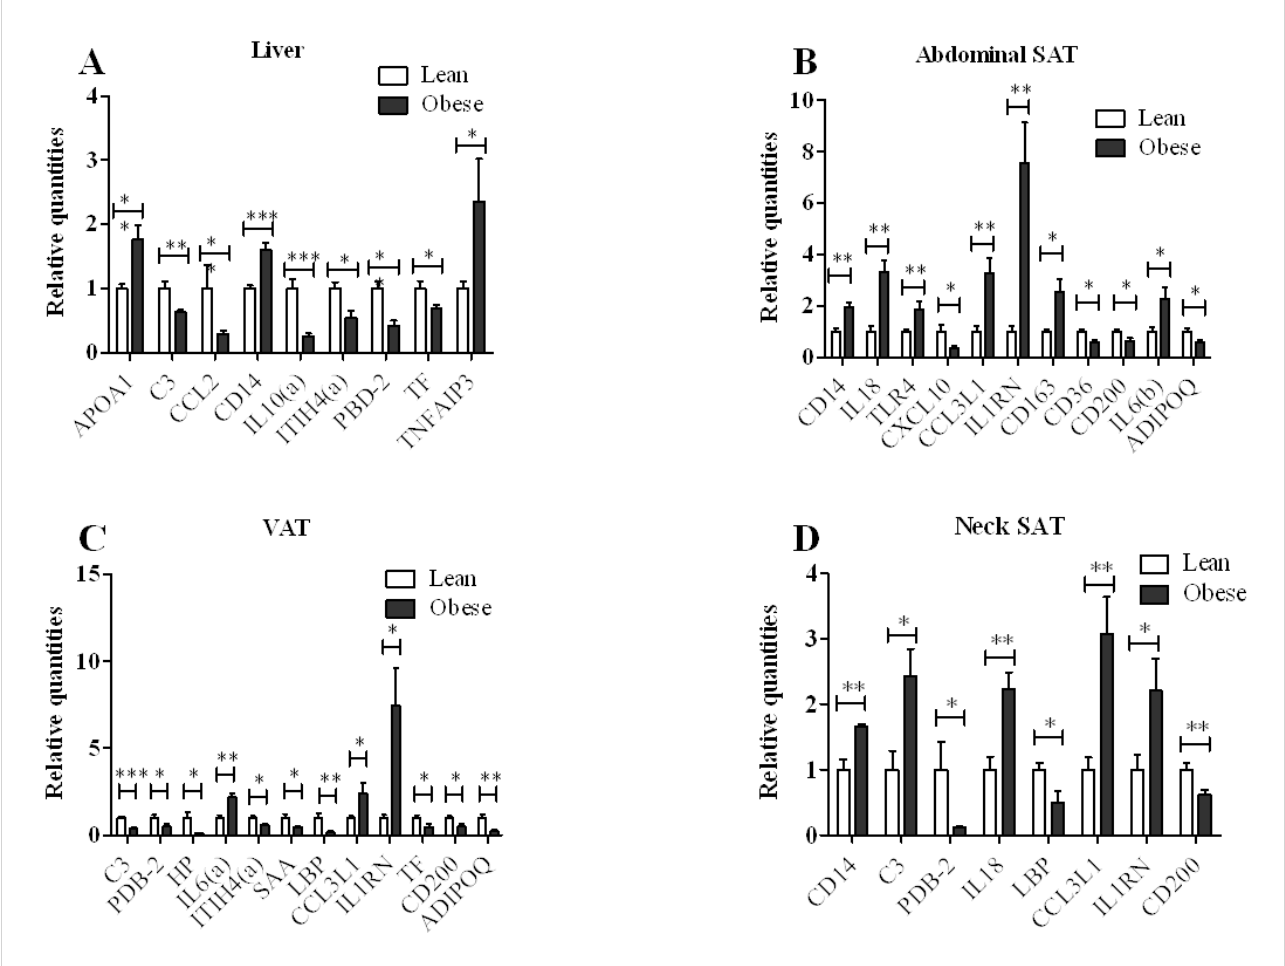 A
Liver
Lean
Obese
Relative quantities
4
3
2
1
0
*
*
**
*
*
***
***
*
*
*
*
*
APOA1
C3
CCL2
CD14
IL10(a)
ITIH4(a)
PBD-2
TF
TNFAIP3
B
Abdominal SAT
Lean
Obese
Relative quantities
10
8
6
4
2
0
**
**
**
*
**
**
*
*
*
*
*
CD14
IL18
TLR4
CXCL10
CCL3L1
IL1RN
CD163
CD36
CD200
IL6(b)
ADIPOQ
C
VAT
Lean
Obese
Relative quantities
15
10
5
0
***
*
*
**
*
*
**
*
*
*
*
**
C3
PDB-2
HP
IL6(a)
ITIH4(a)
SAA
LBP
CCL3L1
IL1RN
TF
CD200
ADIPOQ
D
Neck SAT
Lean
Obese
Relative quantities
4
3
2
1
0
**
*
*
**
*
**
*
**
CD14
C3
PDB-2
IL18
LBP
CCL3L1
IL1RN
CD200